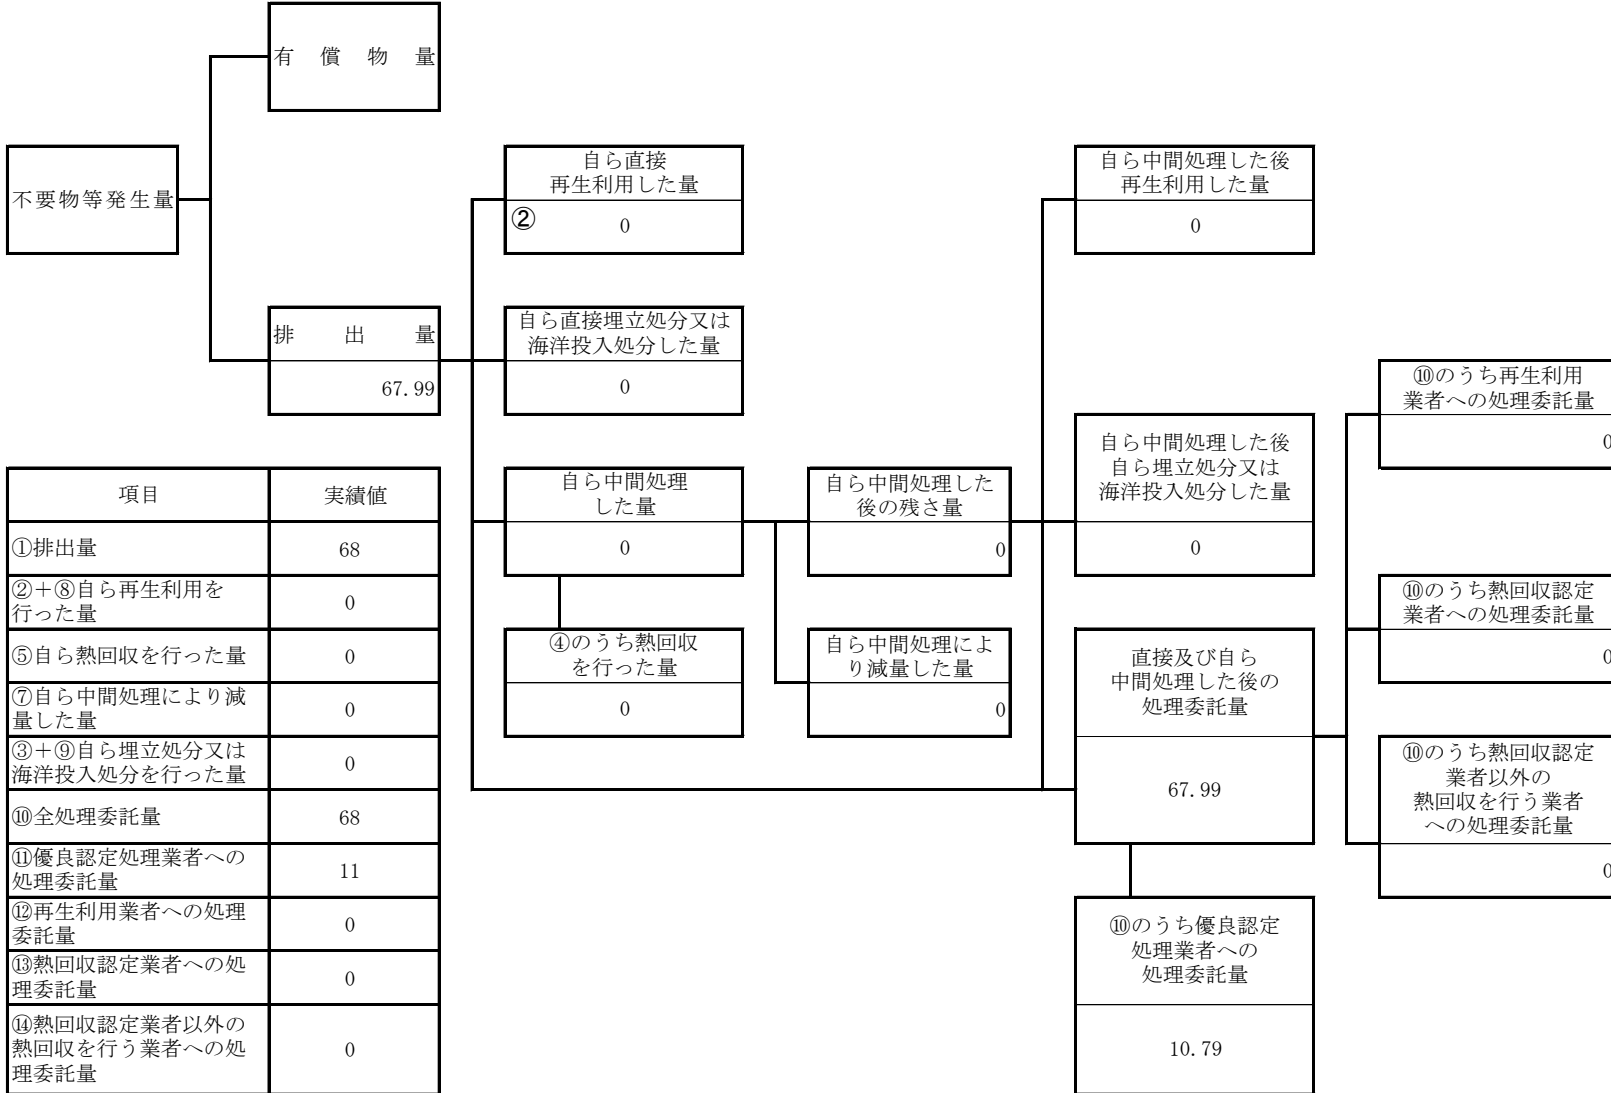 有償物量
不要物等発生量
自ら直接
再生利用した量
②
0
自ら中間処理した後
再生利用した量
0
排出量
67.99
自ら直接埋立処分又は
海洋投入処分した量
0
⑩のうち再生利用
業者への処理委託量
0
自ら中間処理
した量
0
自ら中間処理した
後の残さ量
0
自ら中間処理した後
自ら埋立処分又は
海洋投入処分した量
0
⑩のうち熱回収認定
業者への処理委託量
0
④のうち熱回収
を行った量
0
自ら中間処理によ
り減量した量
0
直接及び自ら
中間処理した後の
処理委託量
67.99
⑩のうち熱回収認定
業者以外の
熱回収を行う業者
への処理委託量
0
⑩のうち優良認定
処理業者への
処理委託量
10.79
項目 実績値
①排出量 68
②+⑧自ら再生利用を
行った量 0
⑤自ら熱回収を行った量 0
⑦自ら中間処理により減
量した量 0
③+⑨自ら埋立処分又は
海洋投入処分を行った量 0
⑩全処理委託量 68
⑪優良認定処理業者への
処理委託量 11
⑫再生利用業者への処理
委託量 0
⑬熱回収認定業者への処
理委託量 0
⑭熱回収認定業者以外の
熱回収を行う業者への処
理委託量 0